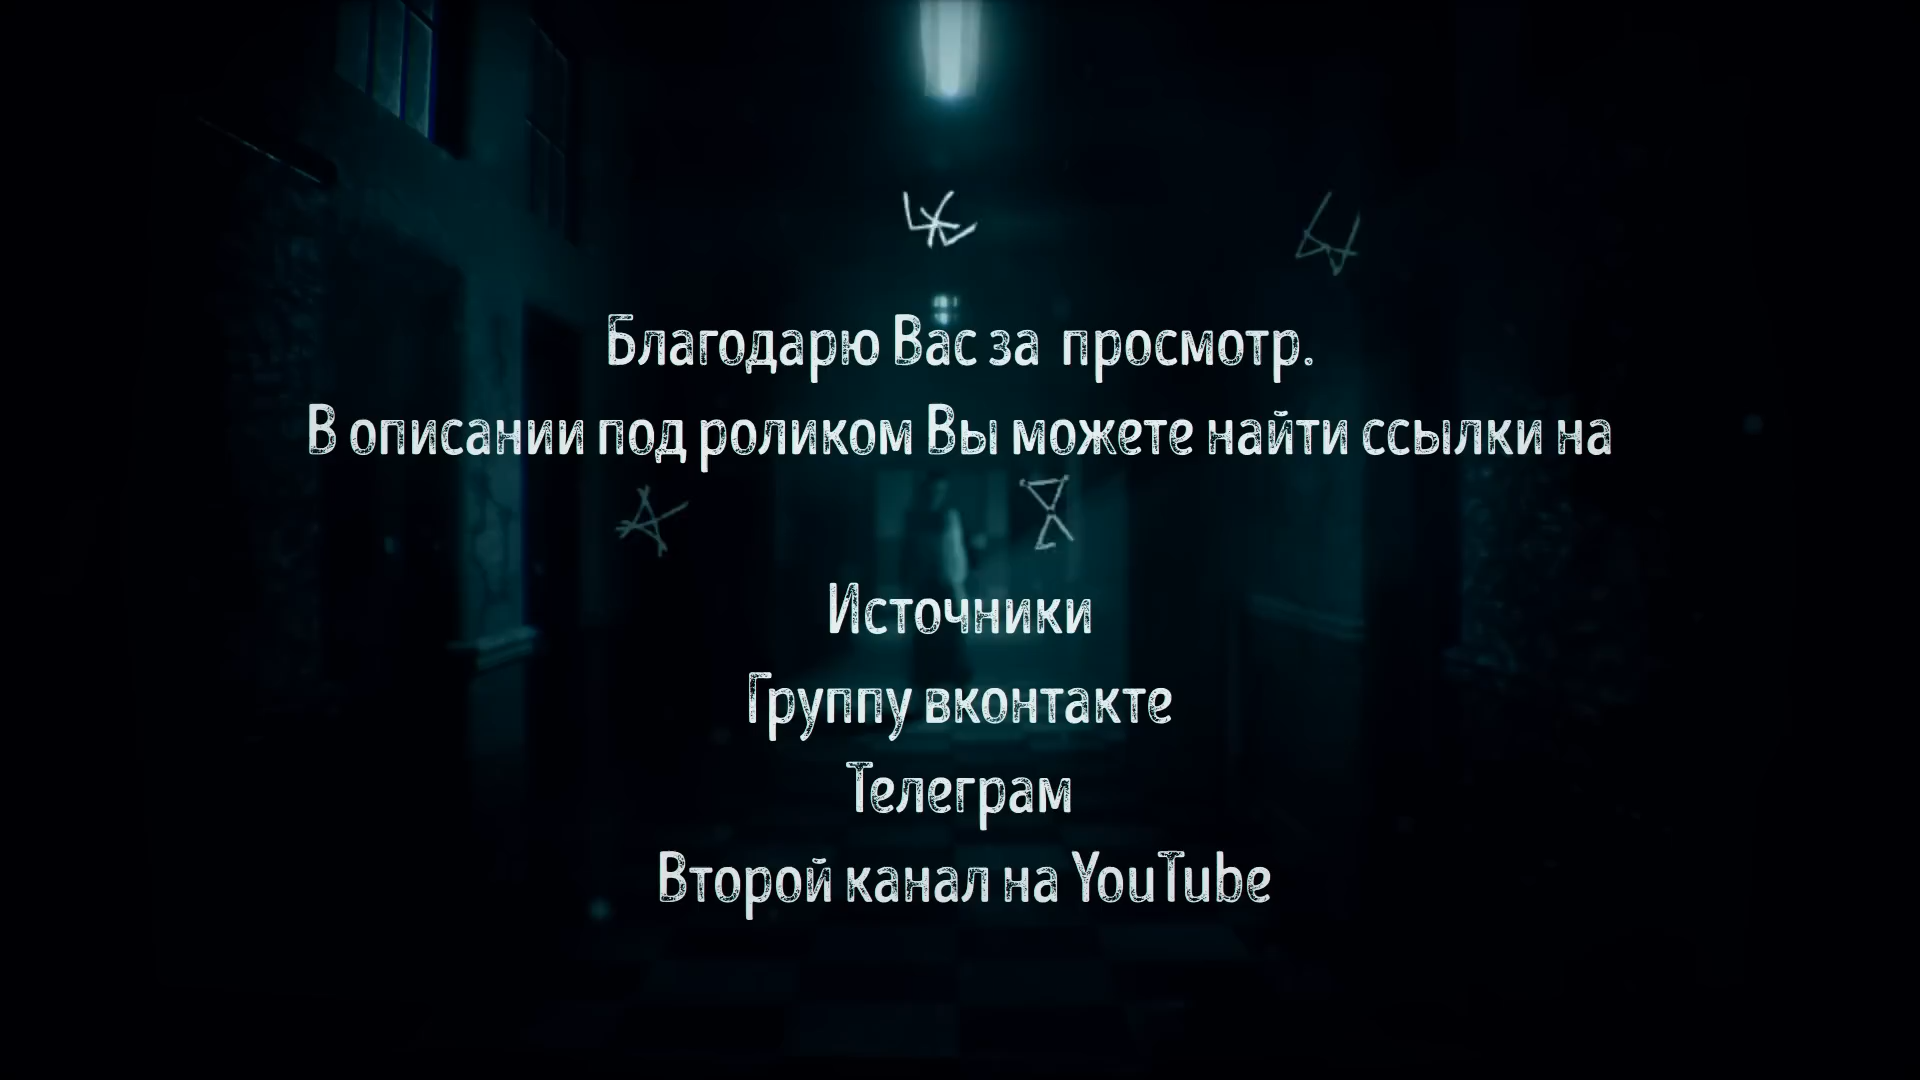 Благодарю Вас за просмотр.
В описании под роликом Вы можете найти ссылки на
Источники
Группу вконтакте
Телеграм
Второй канал на YouTube